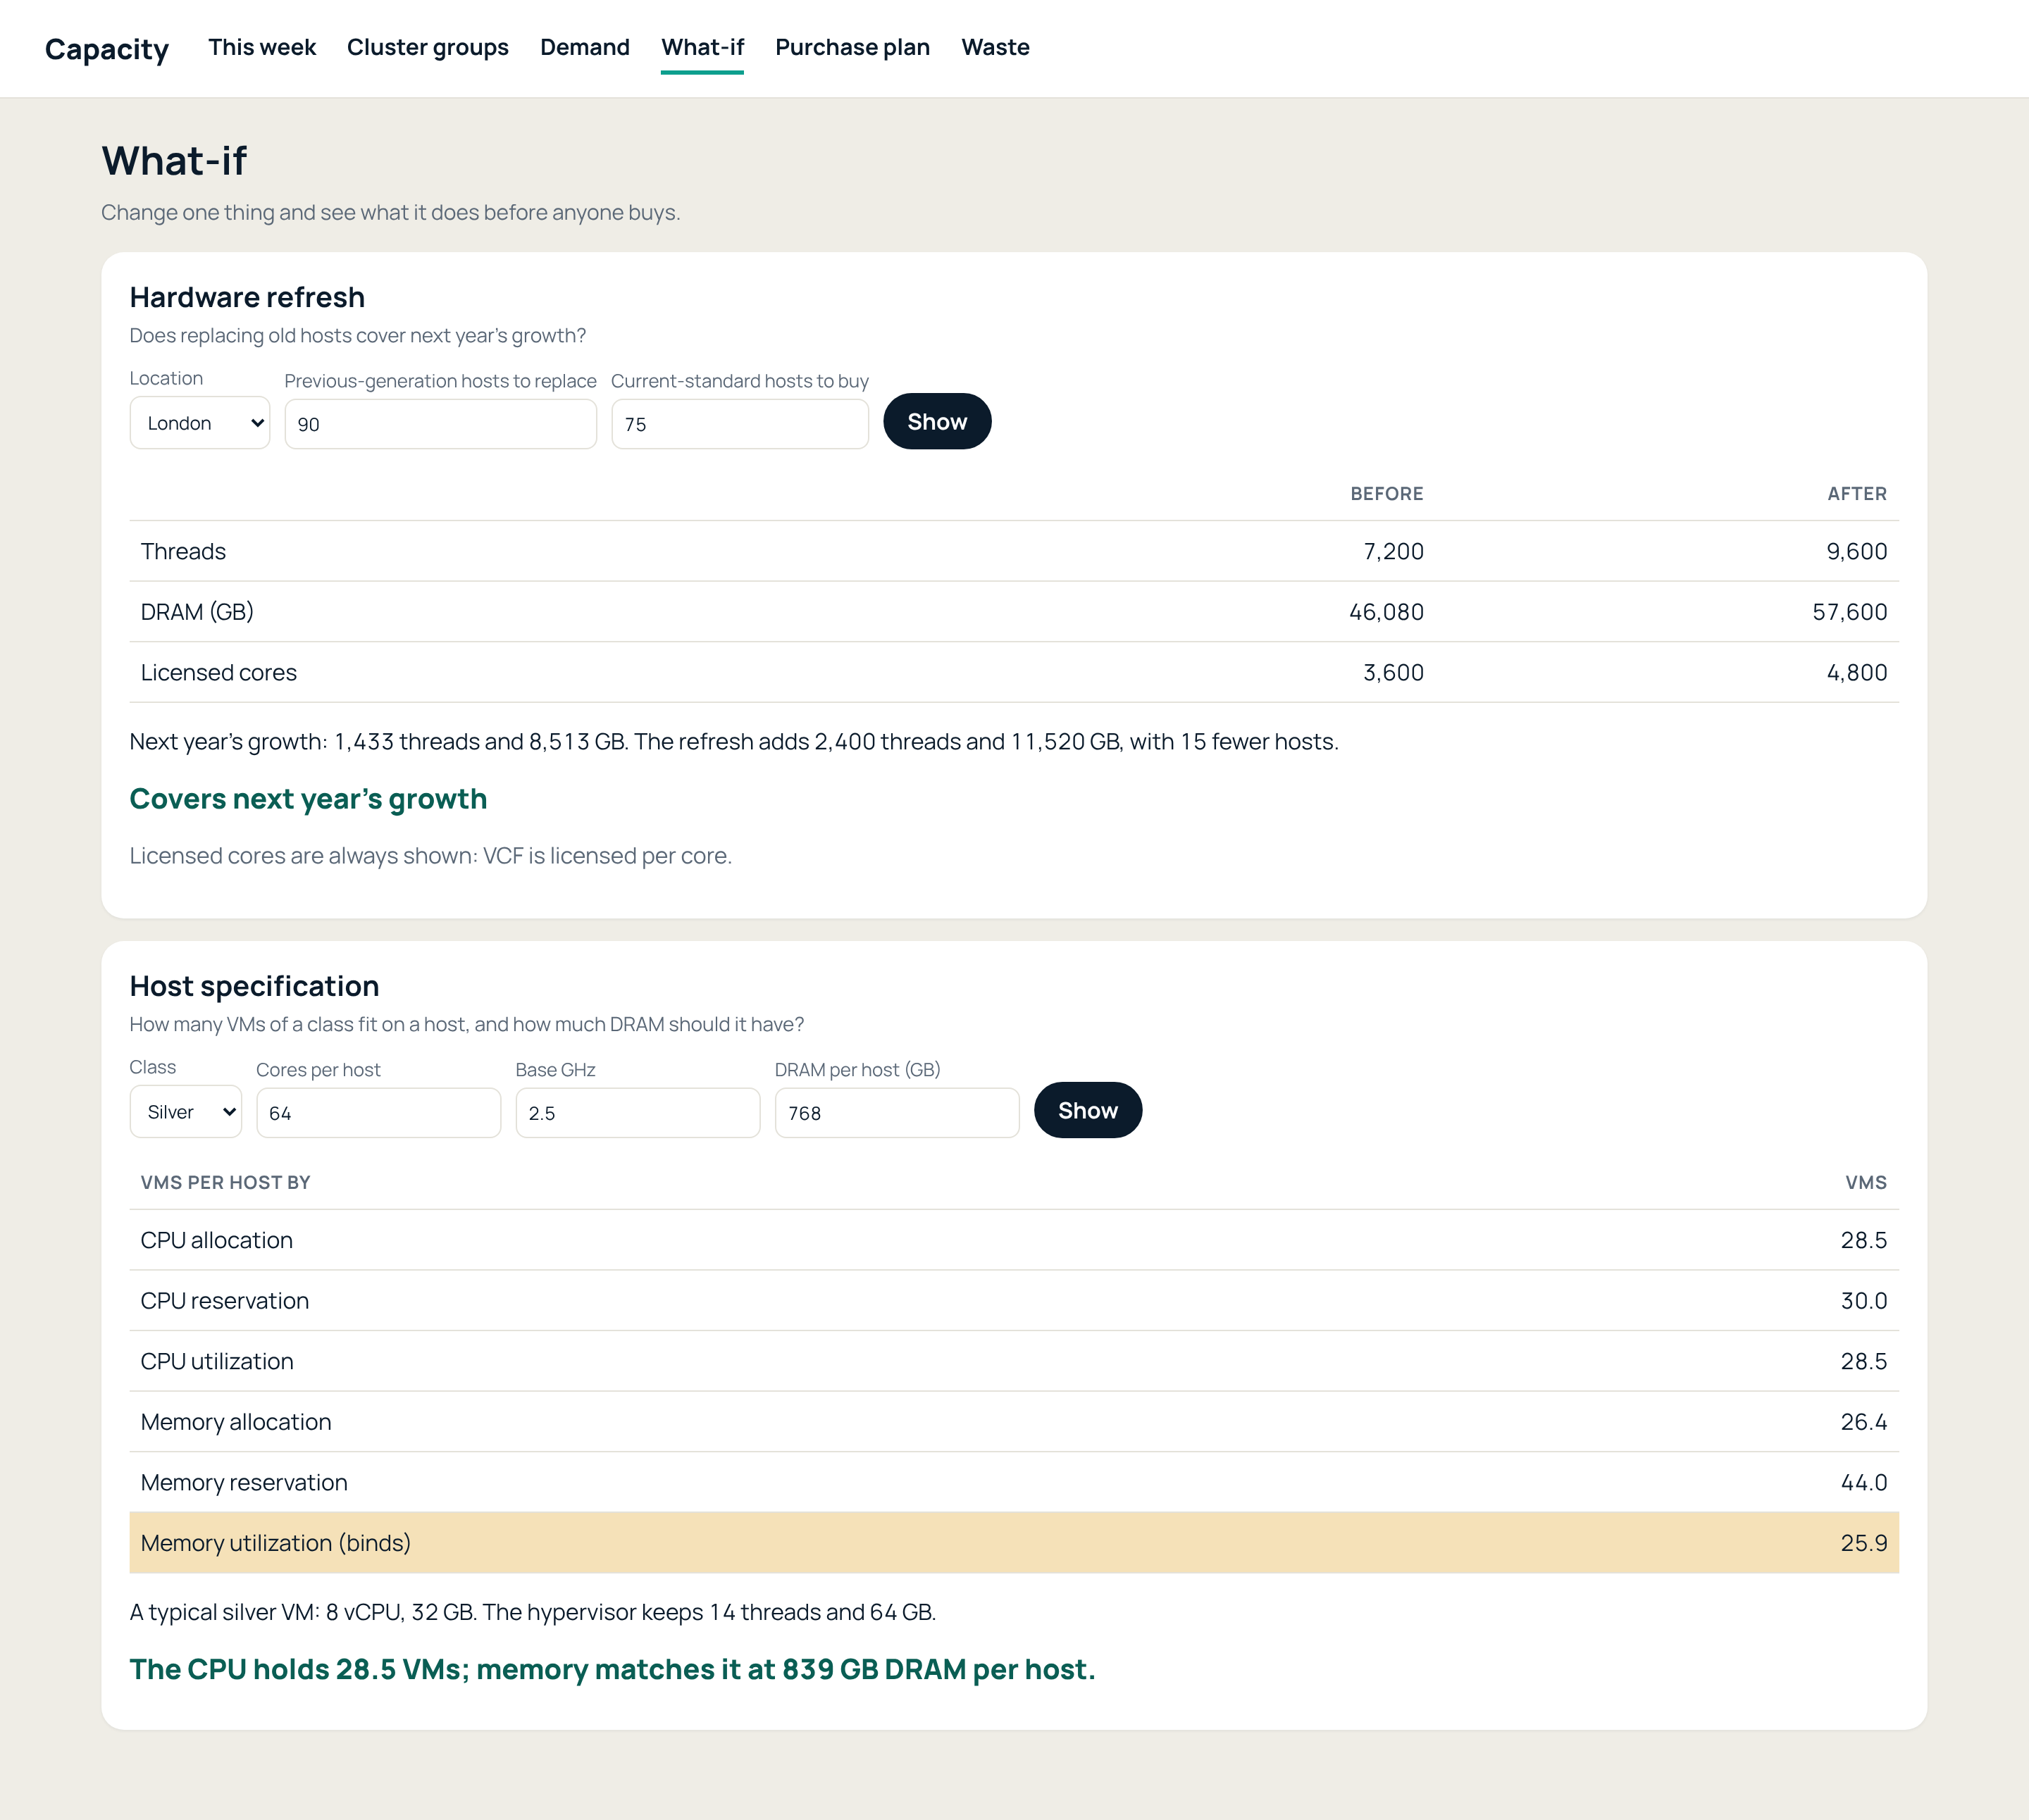 Capacity This week Cluster groups Demand What-if Purchase plan Waste
What-if
Change one thing and see what it does before anyone buys.
Hardware refresh
Does replacing old hosts cover next year’s growth?
Location Previous-generation hosts to replace Current-standard hosts to buy
London 90 75 Show
BEFORE AFTER
Threads 7,200 9,600
DRAM (GB) 46,080 57,600
Licensed cores 3,600 4,800
Next year’s growth: 1,433 threads and 8,513 GB. The refresh adds 2,400 threads and 11,520 GB, with 15 fewer hosts.
Covers next year’s growth
Licensed cores are always shown: VCF is licensed per core.
Host specification
How many VMs of a class fit on a host, and how much DRAM should it have?
Class Cores per host Base GHz DRAM per host (GB)
Silver 64 2.5 768 Show
VMS PER HOST BY VMS
CPU allocation 28.5
CPU reservation 30.0
CPU utilization 28.5
Memory allocation 26.4
Memory reservation 44.0
Memory utilization (binds) 25.9
A typical silver VM: 8 vCPU, 32 GB. The hypervisor keeps 14 threads and 64 GB.
The CPU holds 28.5 VMs; memory matches it at 839 GB DRAM per host.